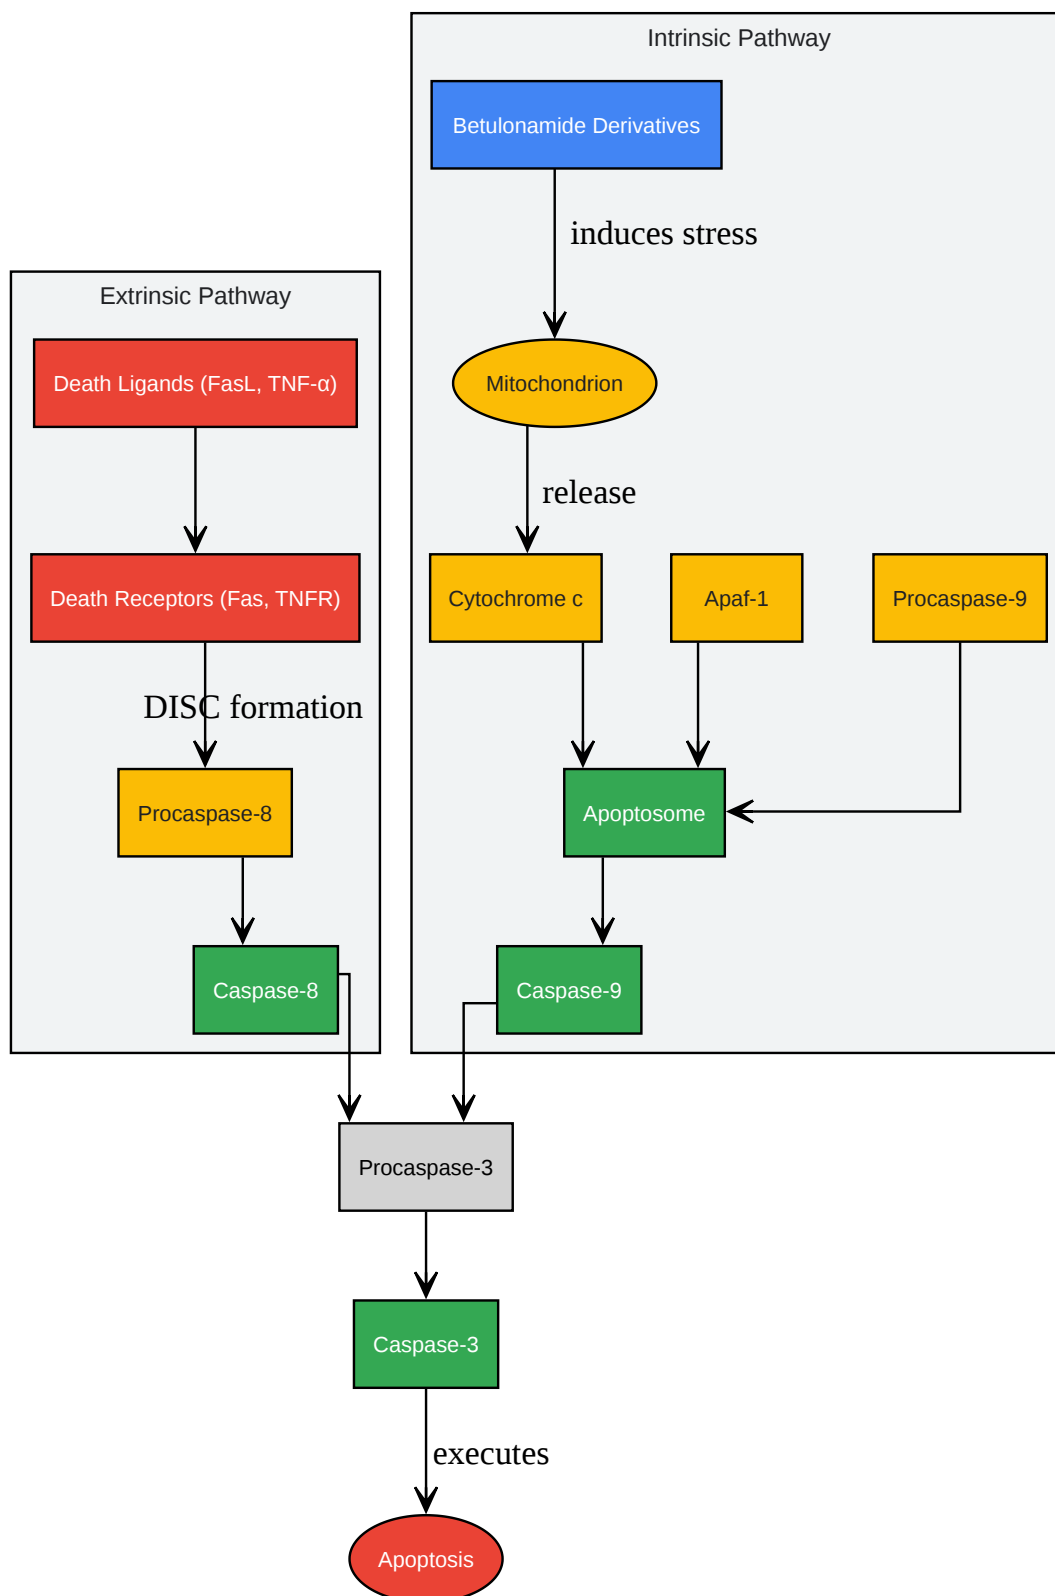 Intrinsic Pathway
Betulonamide Derivatives
induces stress
Extrinsic Pathway
Death Ligands (FasL, TNF-α)
Mitochondrion
release
Death Receptors (Fas, TNFR)
Cytochrome c
Apaf-1
Procaspase-9
DISC formation
Procaspase-8
Apoptosome
Caspase-8
Caspase-9
Procaspase-3
Caspase-3
executes
Apoptosis